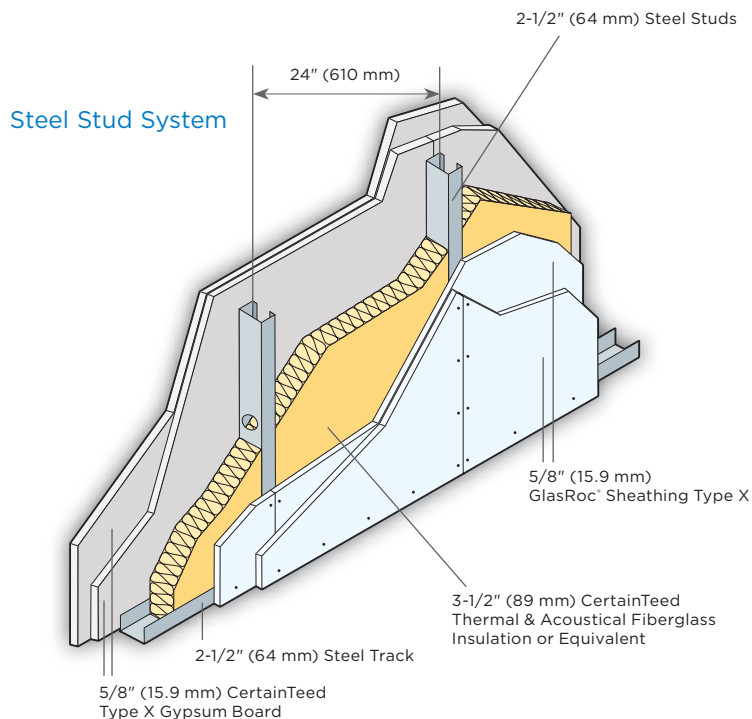 2-1/2" (64 mm) Steel Studs
24" (610 mm)
Steel Stud System
5/8" (15.9 mm)
GlasRoc® Sheathing Type X
3-1/2" (89 mm) CertainTeed
Thermal & Acoustical Fiberglass
Insulation or Equivalent
2-1/2" (64 mm) Steel Track
5/8" (15.9 mm) CertainTeed
Type X Gypsum Board